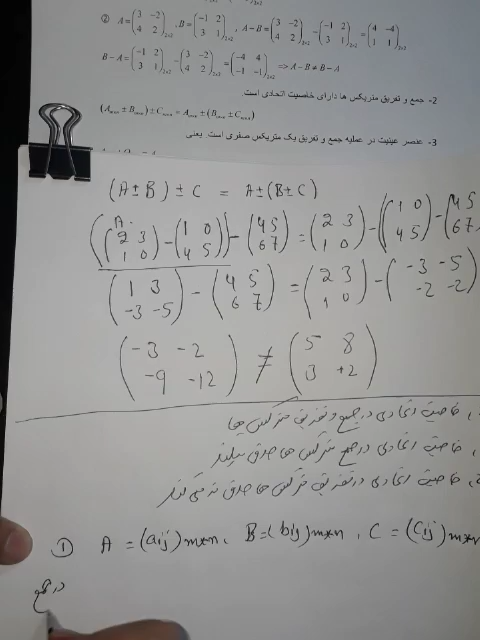 ② A=(3 -2 / 4 2)2×2, B=(-1 2 / 3 1)2×2, A-B=(3 -2 / 4 2)2×2-(-1 2 / 3 1)2×2=(4 -4 / 1 1)2×2
B-A=(-1 2 / 3 1)2×2-(3 -2 / 4 2)2×2=(-4 4 / -1 -1)2×2 => A-B≠B-A
2- جمع و تعریق متریکس ها دارای خاصیت اتحادی است.
(Am×n±Bm×n)±Cm×n=Am×n±(Bm×n±Cm×n)
3- عنصر عینیت در عملیه جمع و تفریق یک متریکس صفری است. یعنی
(A±B)±C = A±(B±C)
A.
((2 3 / 1 0)-(1 0 / 4 5))-(4 5 / 6 7)=(2 3 / 1 0)-((1 0 / 4 5)-(4 5 / 6 7
(1 3 / -3 -5)-(4 5 / 6 7)=(2 3 / 1 0)-(-3 -5 / -2 -2
(-3 -2 / -9 -12)≠(5 8 / 3 +2)
خاصیت اتحادی در جمع و تفریق متریکس ها
خاصیت اتحادی در جمع متریکس ها صدق میکند
خاصیت اتحادی در تفریق متریکس ها صدق نمی کند
① A=(aij)m×n, B=(bij)m×n, C=(Cij)m×n
در جمع